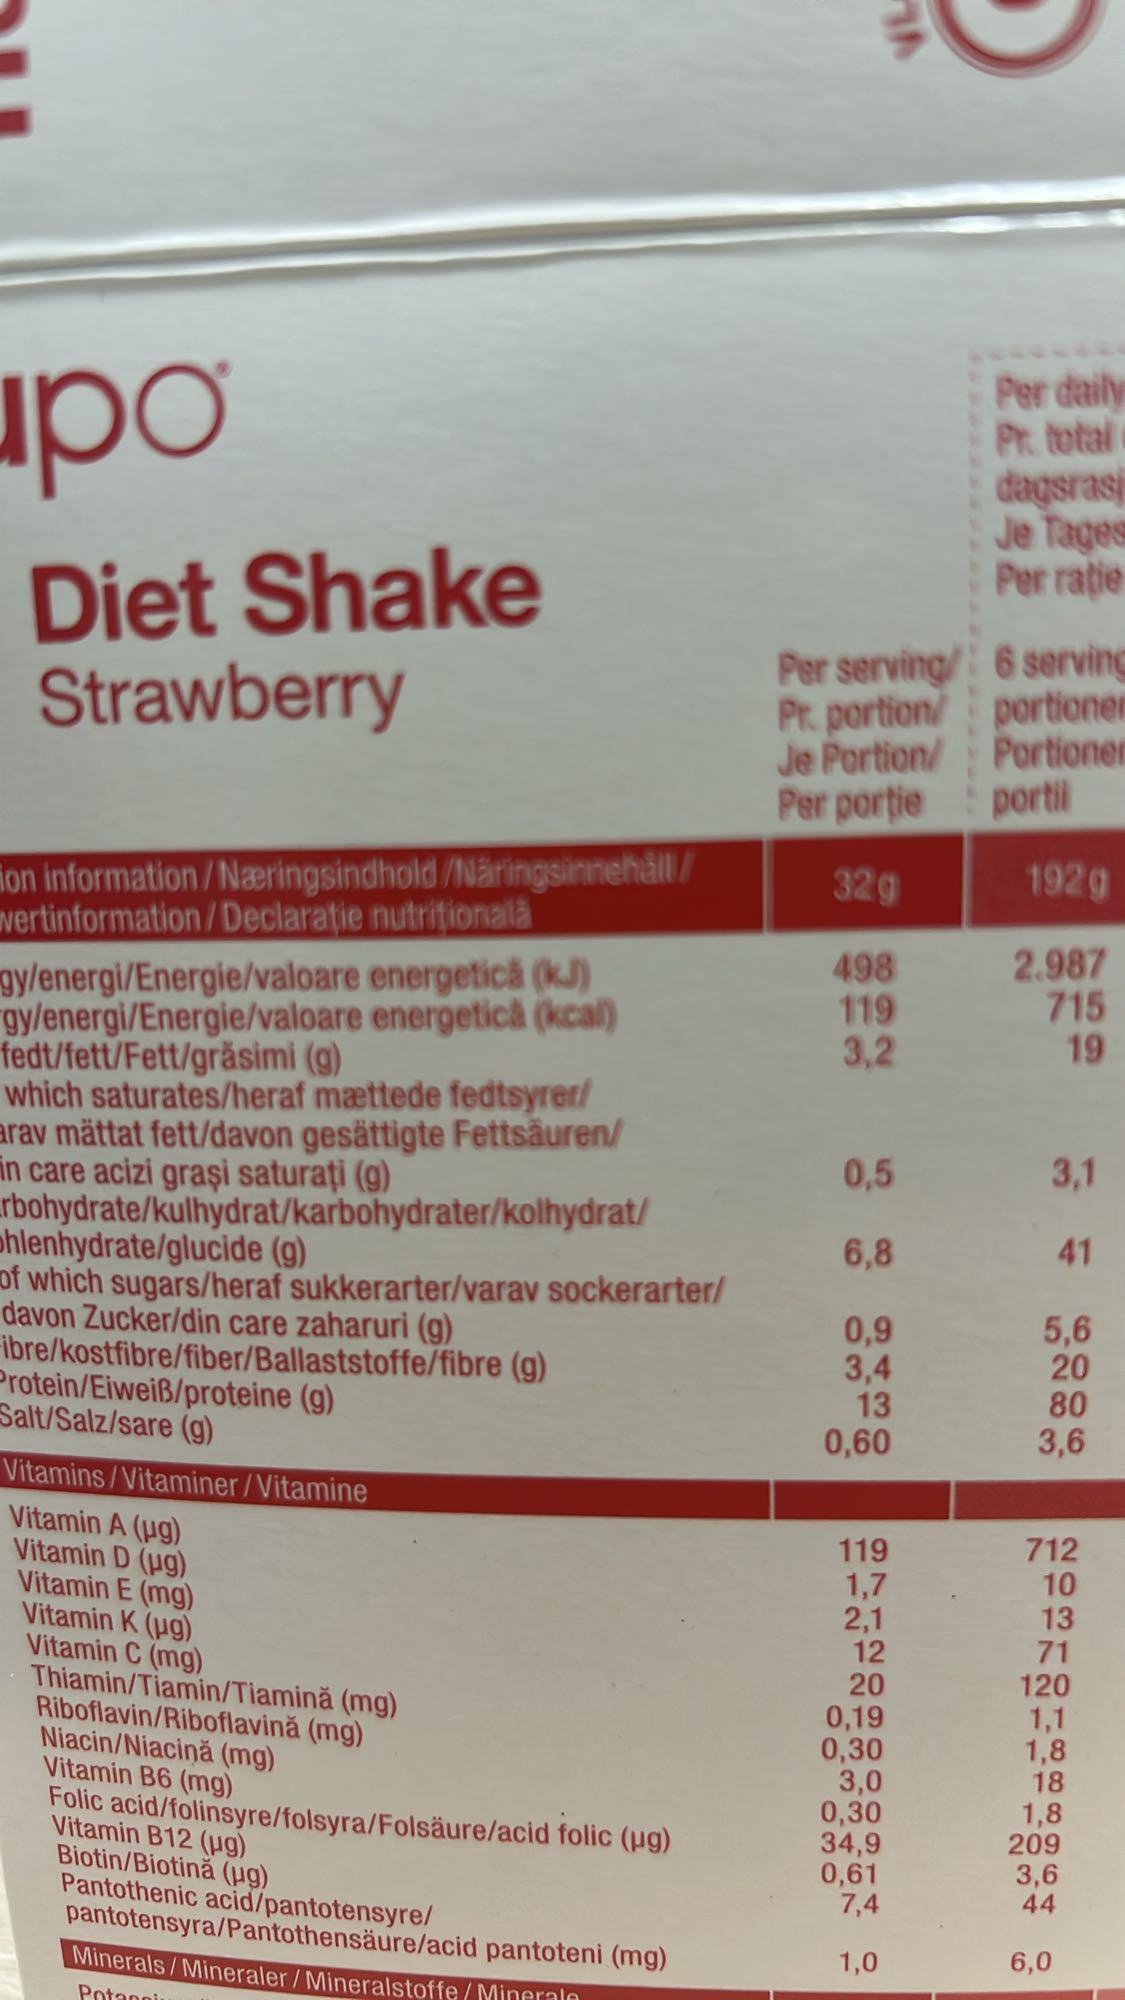 upo®
Diet Shake
Strawberry
Per serving/
Pr. portion/
Je Portion/
Per porție
Per daily
Pr. total
dagsrasj
Je Tages
Per rație
6 serving
portioner
Portionen
portii
ion information / Næringsindhold / Näringsinnehåll / 32g 192g
wertinformation / Declarație nutrițională
gy/energi/Energie/valoare energetică (kJ) 498 2.987
gy/energi/Energie/valoare energetică (kcal) 119 715
fedt/fett/Fett/grăsimi (g) 3,2 19
which saturates/heraf mættede fedtsyrer/
arav mättat fett/davon gesättigte Fettsäuren/
in care acizi grași saturați (g) 0,5 3,1
rbohydrate/kulhydrat/karbohydrater/kolhydrat/
ohlenhydrate/glucide (g) 6,8 41
of which sugars/heraf sukkerarter/varav sockerarter/
davon Zucker/din care zaharuri (g) 0,9 5,6
ibre/kostfibre/fiber/Ballaststoffe/fibre (g) 3,4 20
Protein/Eiweiß/proteine (g) 13 80
Salt/Salz/sare (g) 0,60 3,6
Vitamins / Vitaminer / Vitamine
Vitamin A (µg) 119 712
Vitamin D (µg) 1,7 10
Vitamin E (mg) 2,1 13
Vitamin K (µg) 12 71
Vitamin C (mg) 20 120
Thiamin/Tiamin/Tiamină (mg) 0,19 1,1
Riboflavin/Riboflavină (mg) 0,30 1,8
Niacin/Niacină (mg) 3,0 18
Vitamin B6 (mg) 0,30 1,8
Folic acid/folinsyre/folsyra/Folsäure/acid folic (µg) 34,9 209
Vitamin B12 (µg) 0,61 3,6
Biotin/Biotină (µg) 7,4 44
Pantothenic acid/pantotensyre/
pantotensyra/Pantothensäure/acid pantoteni (mg) 1,0 6,0
Minerals / Mineraler / Mineralstoffe / Minerale